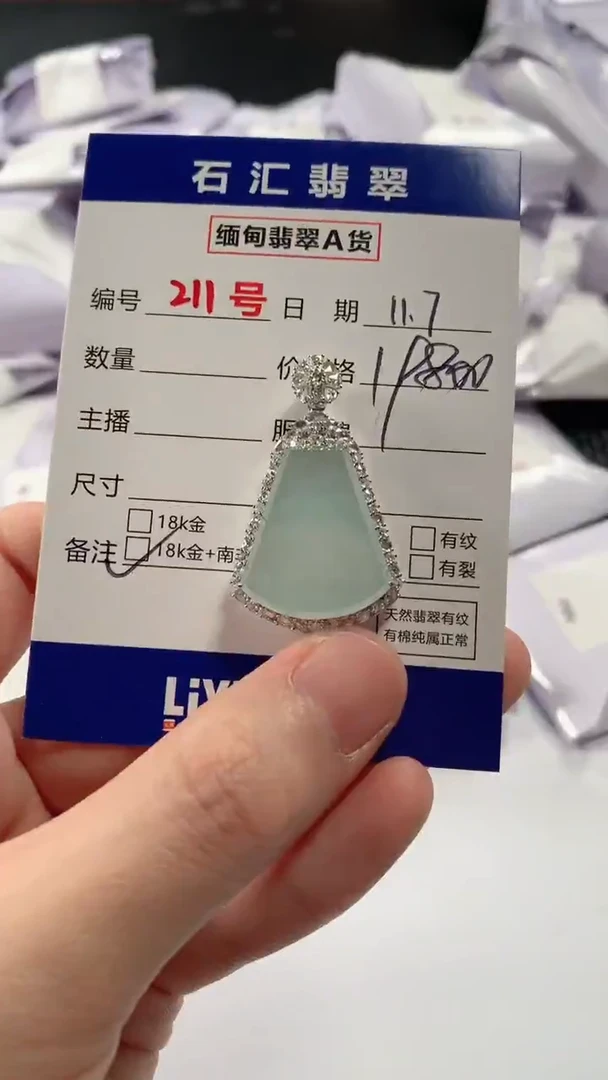 石汇翡翠
缅甸翡翠A货
编号 211号 日期 11.7
数量 价格
主播
尺寸
备注 18k金 有纹
18k金+南 有裂
天然翡翠有纹
有棉纯属正常